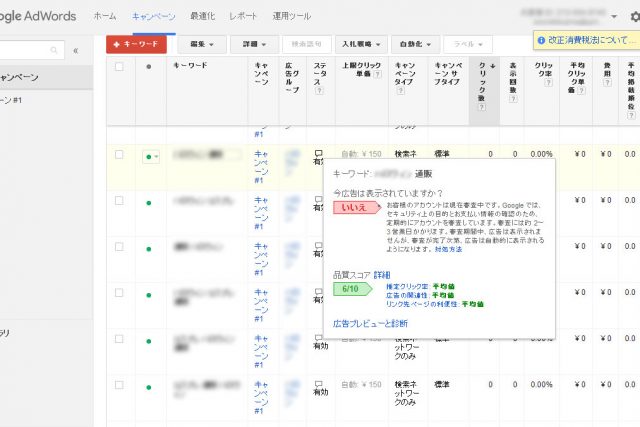 ogle AdWords
ホーム
キャンペーン
最適化
レポート
運用ツール
改正消費税法について...
«
+ キーワード
編集
詳細
検索語句
入札戦略
自動化
ラベル
ャンペーン
ーン #1
キーワード
キャンペーン
広告グループ
ステータス ?
上限クリック単価 ?
キャンペーンタイプ ?
キャンペーン サブタイプ
クリック数 ?
表示回数 ?
クリック率 ?
平均クリック単価 ?
費用 ?
平均掲載順位 ?
#1
のみ
キャンペーン #1
有効
自動: ¥ 150
検索ネ
標準
0
0
0.00%
¥ 0
¥ 0
0.0
キーワード:
通販
今広告は表示されていますか?
いいえ
お客様のアカウントは現在審査中です。Google では、
セキュリティ上の目的とお支払い情報の確認のため、
定期的にアカウントを審査しています。審査には約 2～
3 営業日かかります。審査期間中、広告は表示されま
せんが、審査が完了次第、広告は自動的に表示される
ようになります。 対処方法
品質スコア 詳細
6/10
推定クリック率: 平均値
広告の関連性: 平均値
リンク先ページの利便性: 平均値
広告プレビューと診断
キャンペーン #1
0.00%
¥ 0
¥ 0
0.0
キャンペーン #1
0.00%
¥ 0
¥ 0
0.0
キャンペーン #1
0.00%
¥ 0
¥ 0
0.0
ラリ
キャンペーン #1
有効
自動: ¥ 150
検索ネットワークのみ
標準
0
0
0.00%
¥ 0
¥ 0
0.0
キャンペーン #1
有効
自動: ¥ 150
検索ネットワークのみ
標準
0
0
0.00%
¥ 0
¥ 0
0.0